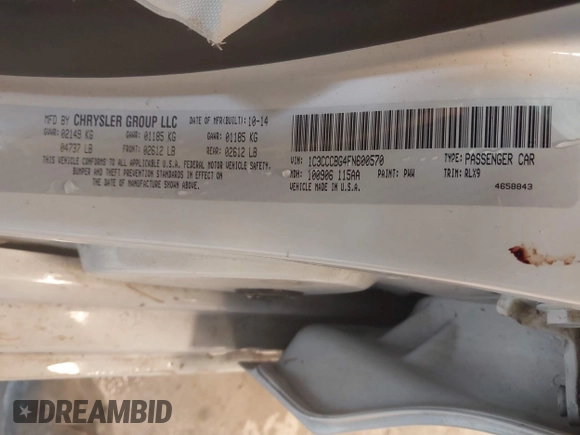 MFD BY CHRYSLER GROUP LLC DATE OF MFR(BUILT): 10-14
GVWR: 02148 KG GAWR: 01185 KG GAWR: 01185 KG
04737 LB FRONT: 02612 LB REAR: 02612 LB
THIS VEHICLE CONFORMS TO ALL APPLICABLE U.S.A. FEDERAL MOTOR VEHICLE SAFETY,
BUMPER AND THEFT PREVENTION STANDARDS IN EFFECT ON THE
DATE OF MANUFACTURE SHOWN ABOVE.
VIN: 1C3CCCBG4FN600570 TYPE: PASSENGER CAR
MDH: 100906 115AA PAINT: PWW TRIM: RLX9
VEHICLE MADE IN U.S.A. 4658843
DREAMBID